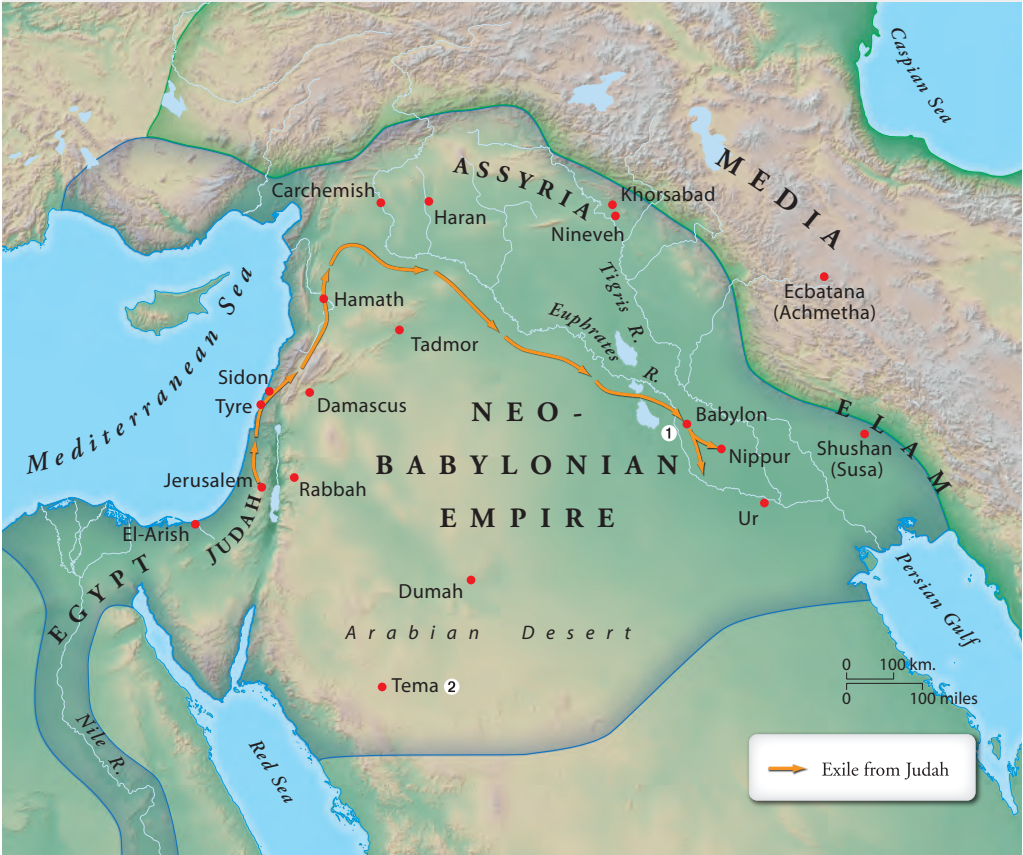 Caspian Sea
MEDIA
ASSYRIA
Khorsabad
Carchemish
Haran
Nineveh
Tigris R.
Ecbatana
(Achmetha)
Hamath
Euphrates R.
Tadmor
Mediterranean Sea
Sidon
Tyre
Damascus
NEO-
BABYLONIAN
EMPIRE
Babylon
1
Nippur
ELAM
Shushan
(Susa)
Jerusalem
Rabbah
JUDAH
Ur
El-Arish
EGYPT
Persian Gulf
Dumah
Arabian Desert
Tema 2
0 100 km.
0 100 miles
Nile R.
Red Sea
Exile from Judah